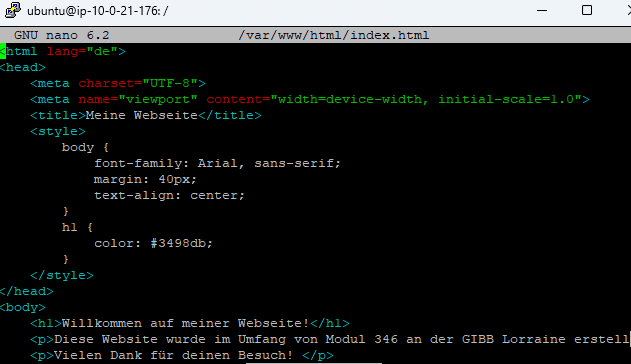 ubuntu@ip-10-0-21-176: /
GNU nano 6.2 /var/www/html/index.html
<html lang="de">
<head>
    <meta charset="UTF-8">
    <meta name="viewport" content="width=device-width, initial-scale=1.0">
    <title>Meine Webseite</title>
    <style>
        body {
            font-family: Arial, sans-serif;
            margin: 40px;
            text-align: center;
        }
        h1 {
            color: #3498db;
        }
    </style>
</head>
<body>
    <h1>Willkommen auf meiner Webseite!</h1>
    <p>Diese Website wurde im Umfang von Modul 346 an der GIBB Lorraine erstell
    <p>Vielen Dank für deinen Besuch! </p>